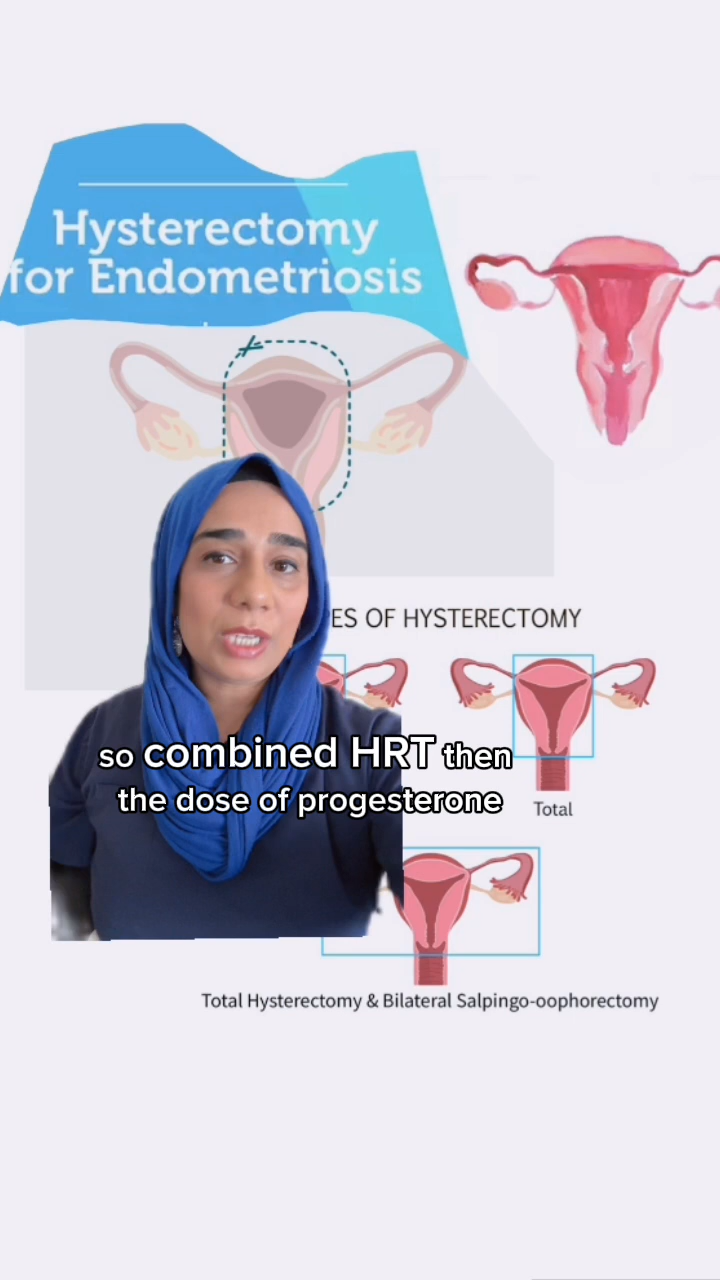 Hysterectomy
for Endometriosis
ES OF HYSTERECTOMY
so combined HRT then
the dose of progesterone
Total
Total Hysterectomy & Bilateral Salpingo-oophorectomy